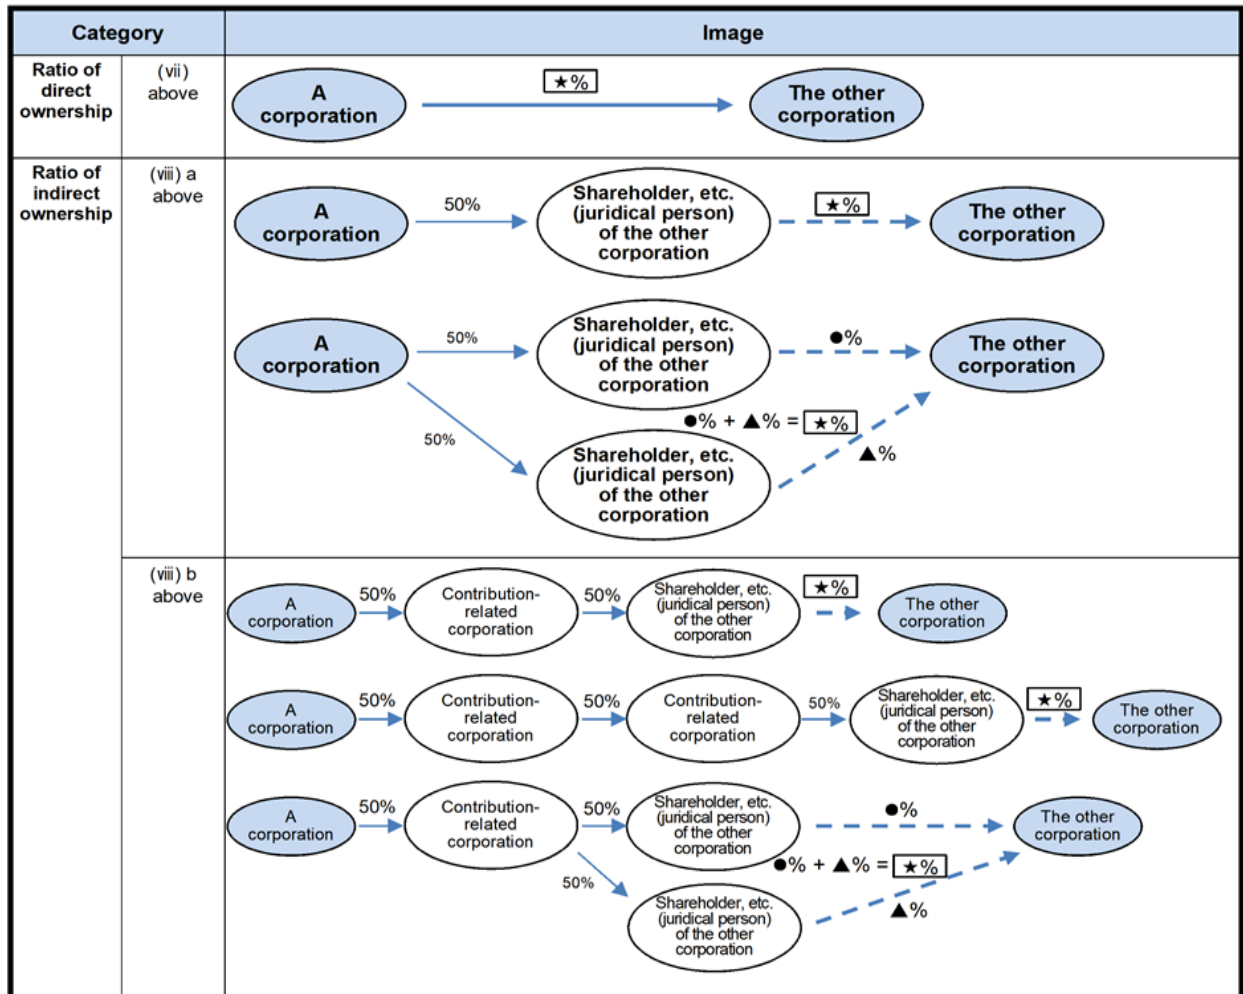 Category
Image
Ratio of
direct
ownership
(vii)
above
A
corporation
★%
The other
corporation
Ratio of
indirect
ownership
(viii) a
above
A
corporation
50%
Shareholder, etc.
(juridical person)
of the other
corporation
★%
The other
corporation
A
corporation
50%
Shareholder, etc.
(juridical person)
of the other
corporation
●%
The other
corporation
50%
●% + ▲% = ★%
Shareholder, etc.
(juridical person)
of the other
corporation
▲%
(viii) b
above
A
corporation
50%
Contribution-
related
corporation
50%
Shareholder, etc.
(juridical person)
of the other
corporation
★%
The other
corporation
A
corporation
50%
Contribution-
related
corporation
50%
Contribution-
related
corporation
50%
Shareholder, etc.
(juridical person)
of the other
corporation
★%
The other
corporation
A
corporation
50%
Contribution-
related
corporation
50%
Shareholder, etc.
(juridical person)
of the other
corporation
●%
The other
corporation
50%
●% + ▲% = ★%
Shareholder, etc.
(juridical person)
of the other
corporation
▲%